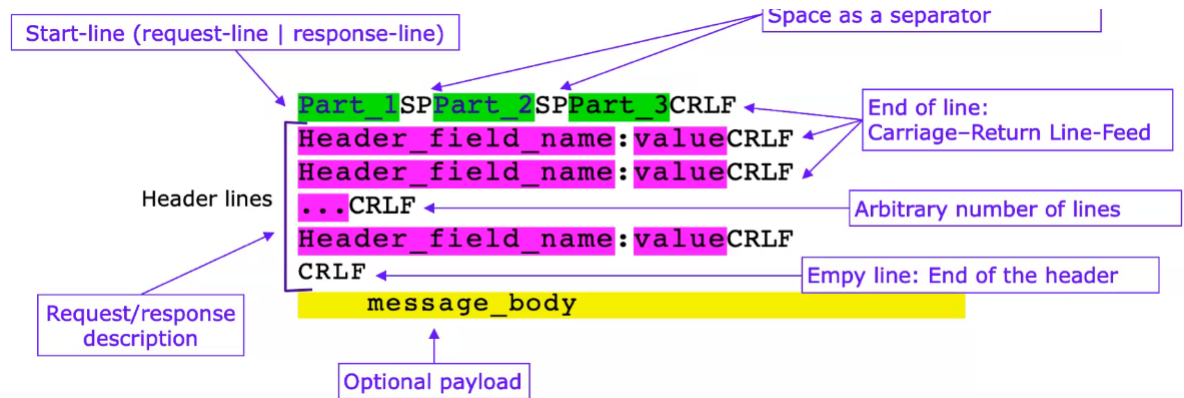 Space as a separator
Start-line (request-line | response-line)
Part_1SPPart_2SPPart_3CRLF
End of line:
Carriage–Return Line-Feed
Header_field_name:valueCRLF
Header_field_name:valueCRLF
Header lines
...CRLF
Arbitrary number of lines
Header_field_name:valueCRLF
CRLF
Empy line: End of the header
message_body
Request/response
description
Optional payload